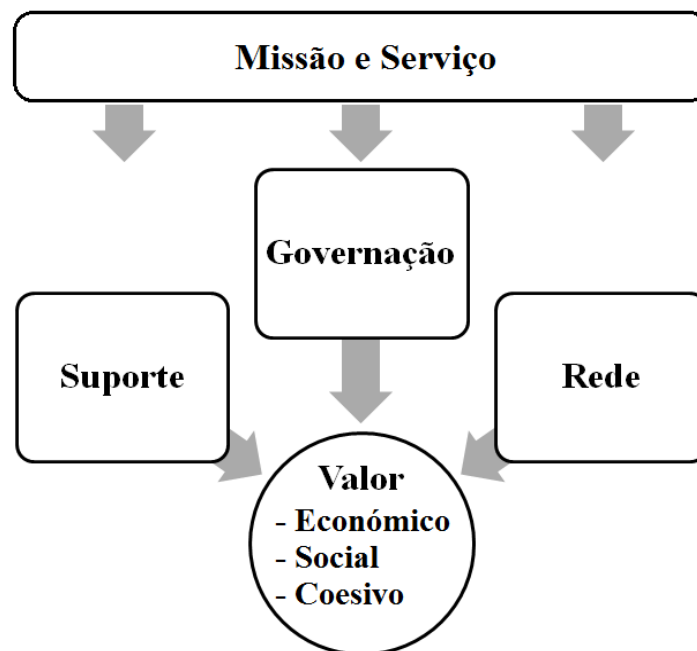 Missão e Serviço
Governação
Suporte
Rede
Valor
- Económico
- Social
- Coesivo